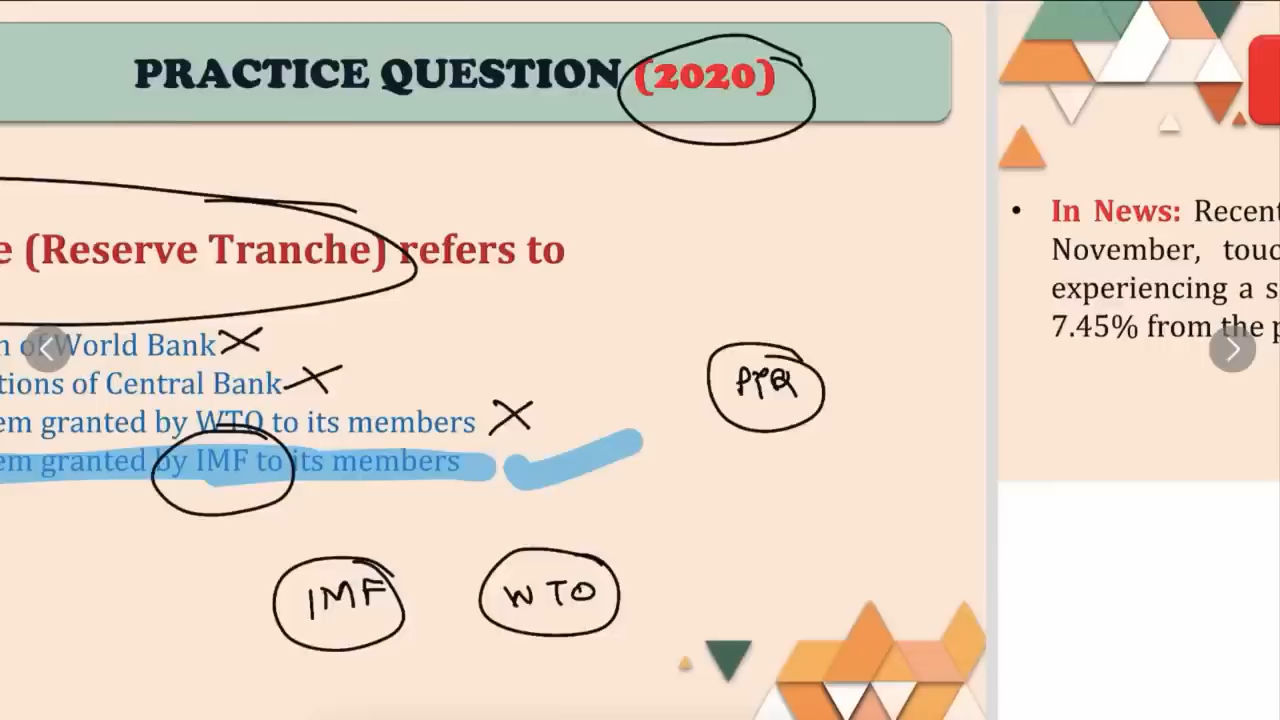 PRACTICE QUESTION (2020)
e (Reserve Tranche) refers to
n of World Bank
tions of Central Bank
em granted by WTO to its members
em granted by IMF to its members
PYQ
IMF
WTO
• In News: Recent
November, touc
experiencing a s
7.45% from the p